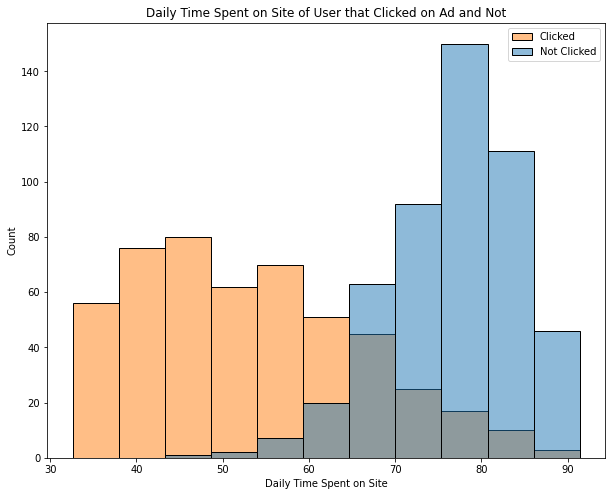 Daily Time Spent on Site of User that Clicked on Ad and Not
Clicked
Not Clicked
140
120
100
80
60
40
20
0
Count
30 40 50 60 70 80 90
Daily Time Spent on Site